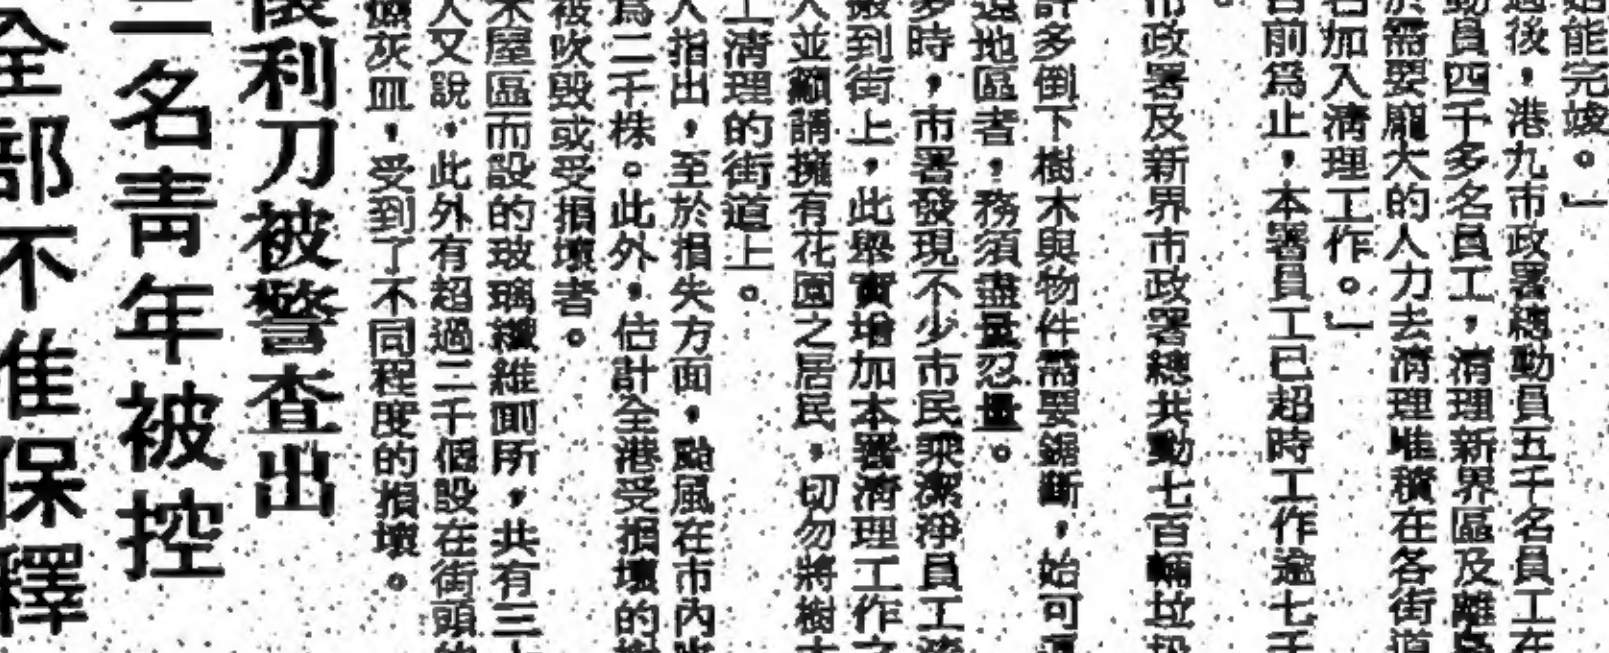 始能完竣。」
過後，港九市政署總動員五千名員工在
動員四千多名員工，清理新界區及離島
於需要龐大的人力去清理堆積在各街道
名加入清理工作。」
目前爲止，本署員工已超時工作逾七千
。
市政署及新界市政署總共動七百輛垃圾
許多倒下樹木與物件需要鋸斷，始可運
遠地區者，務須盡量忍
多時，市署發現不少市民乘潔淨員工
搬到街上，此舉實增加本署清理工作之
人並籲請擁有花園之居民，切勿將樹木
上清理的街道上。
人指出，至於損失方面，颱風在市內
爲二千株。此外，估計全港受損壞的樹
被吹毀或受損壞者。
木屋區而設的玻璃纖維厠所，共有三
人又說，此外有超過二千個設在街頭的
灰皿，受到了不同程度的損壞。
懷利刀被警查出
三名靑年被控
全部不准保釋